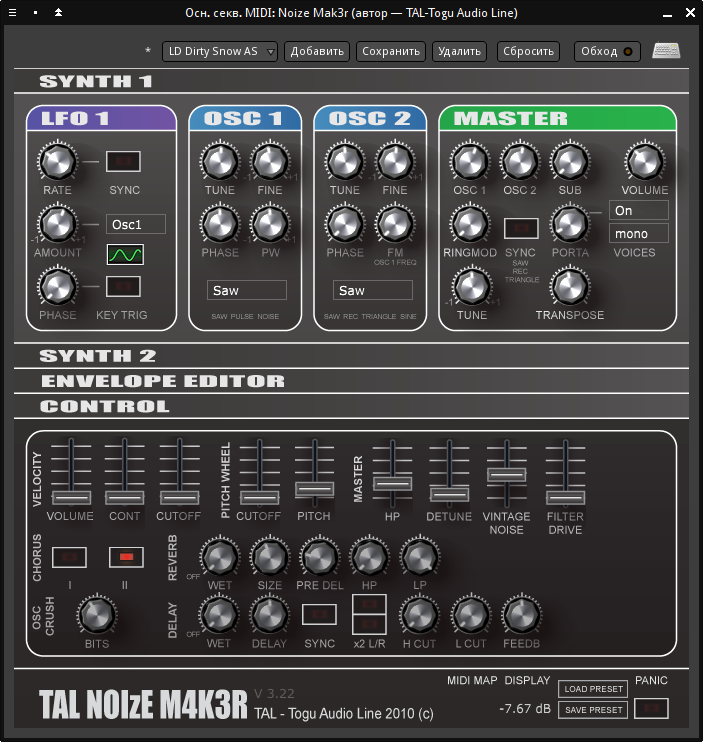 Осн. секв. MIDI: Noize Mak3r (автор — TAL-Togu Audio Line)
* LD Dirty Snow AS Добавить Сохранить Удалить Сбросить Обход
SYNTH 1
LFO 1 OSC 1 OSC 2 MASTER
RATE SYNC TUNE FINE TUNE FINE OSC 1 OSC 2 SUB VOLUME
-1 +1 AMOUNT Osc1 PHASE PW PHASE FM RINGMOD SYNC PORTA On
OSC 1 FREQ
SAW
REC
TRIANGLE
mono
VOICES
PHASE KEY TRIG
Saw Saw
SAW PULSE NOISE SAW REC TRIANGLE SINE TUNE TRANSPOSE
SYNTH 2
ENVELOPE EDITOR
CONTROL
VELOCITY VOLUME CONT CUTOFF
PITCH WHEEL CUTOFF PITCH
MASTER HP DETUNE VINTAGE NOISE FILTER DRIVE
CHORUS I II
REVERB OFF WET SIZE PRE DEL HP LP
OSC CRUSH BITS
DELAY OFF WET DELAY SYNC x2 L/R H CUT L CUT FEEDB
MIDI MAP DISPLAY PANIC
LOAD PRESET
TAL NOIzE M4K3R V 3.22
TAL - Togu Audio Line 2010 (c)
-7.67 dB SAVE PRESET